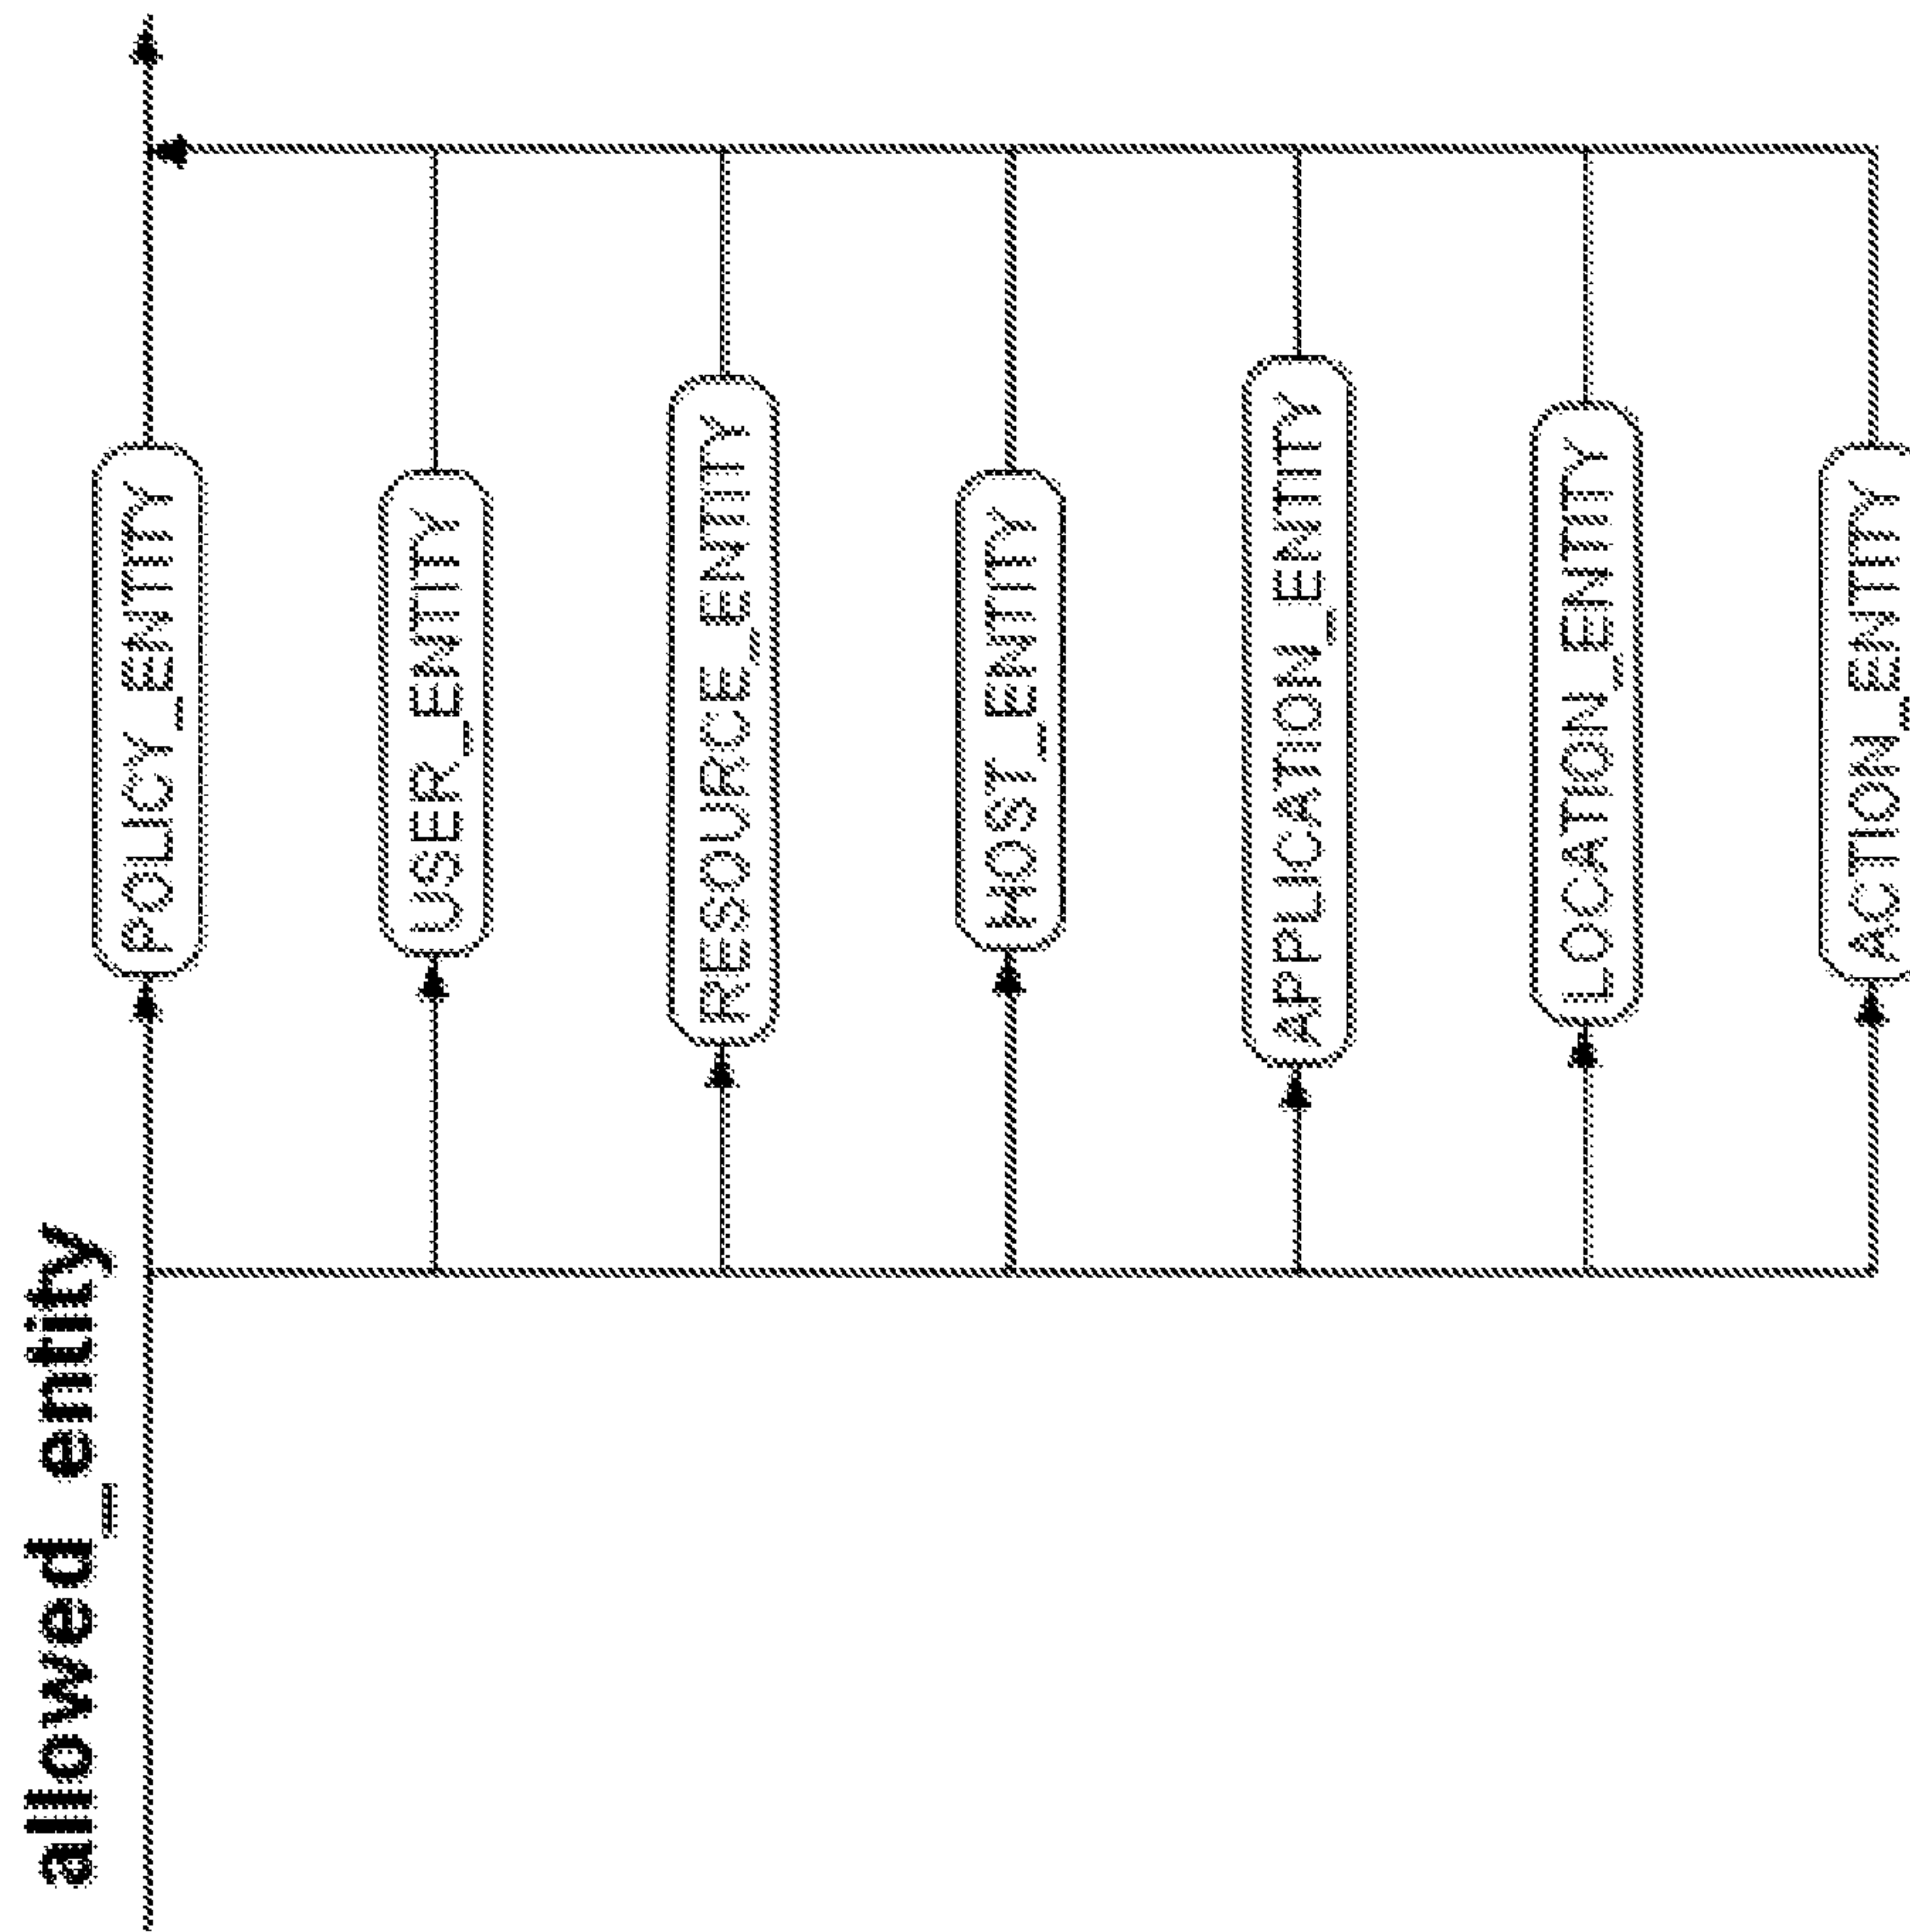 allowed_entity
POLICY_ENTITY
USER_ENTITY
RESOURCE_ENTITY
HOST_ENTITY
APPLICATION_ENTITY
LOCATION_ENTITY
ACTION_ENTITY